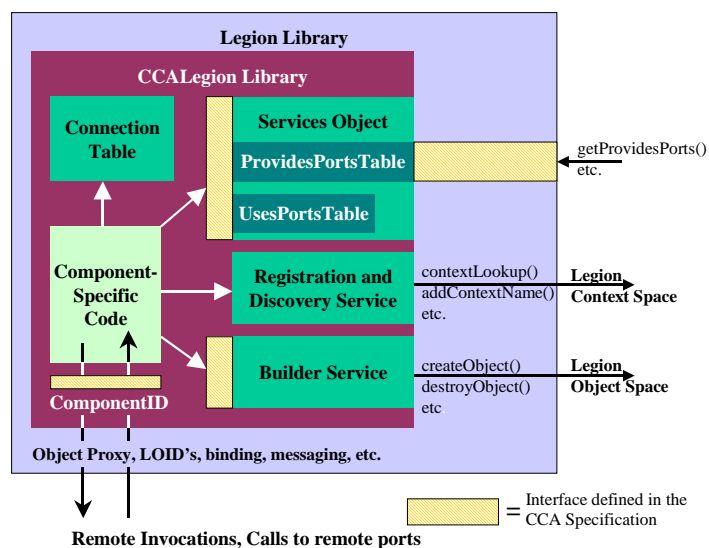 Legion Library
CCALegion Library
Connection
Table
Services Object
ProvidesPortsTable
UsesPortsTable
getProvidesPorts()
etc.
Component-
Specific
Code
Registration and
Discovery Service
contextLookup()
addContextName()
etc.
Legion
Context Space
Builder Service
createObject()
destroyObject()
etc
Legion
Object Space
ComponentID
Object Proxy, LOID's, binding, messaging, etc.
Remote Invocations, Calls to remote ports
= Interface defined in the
CCA Specification